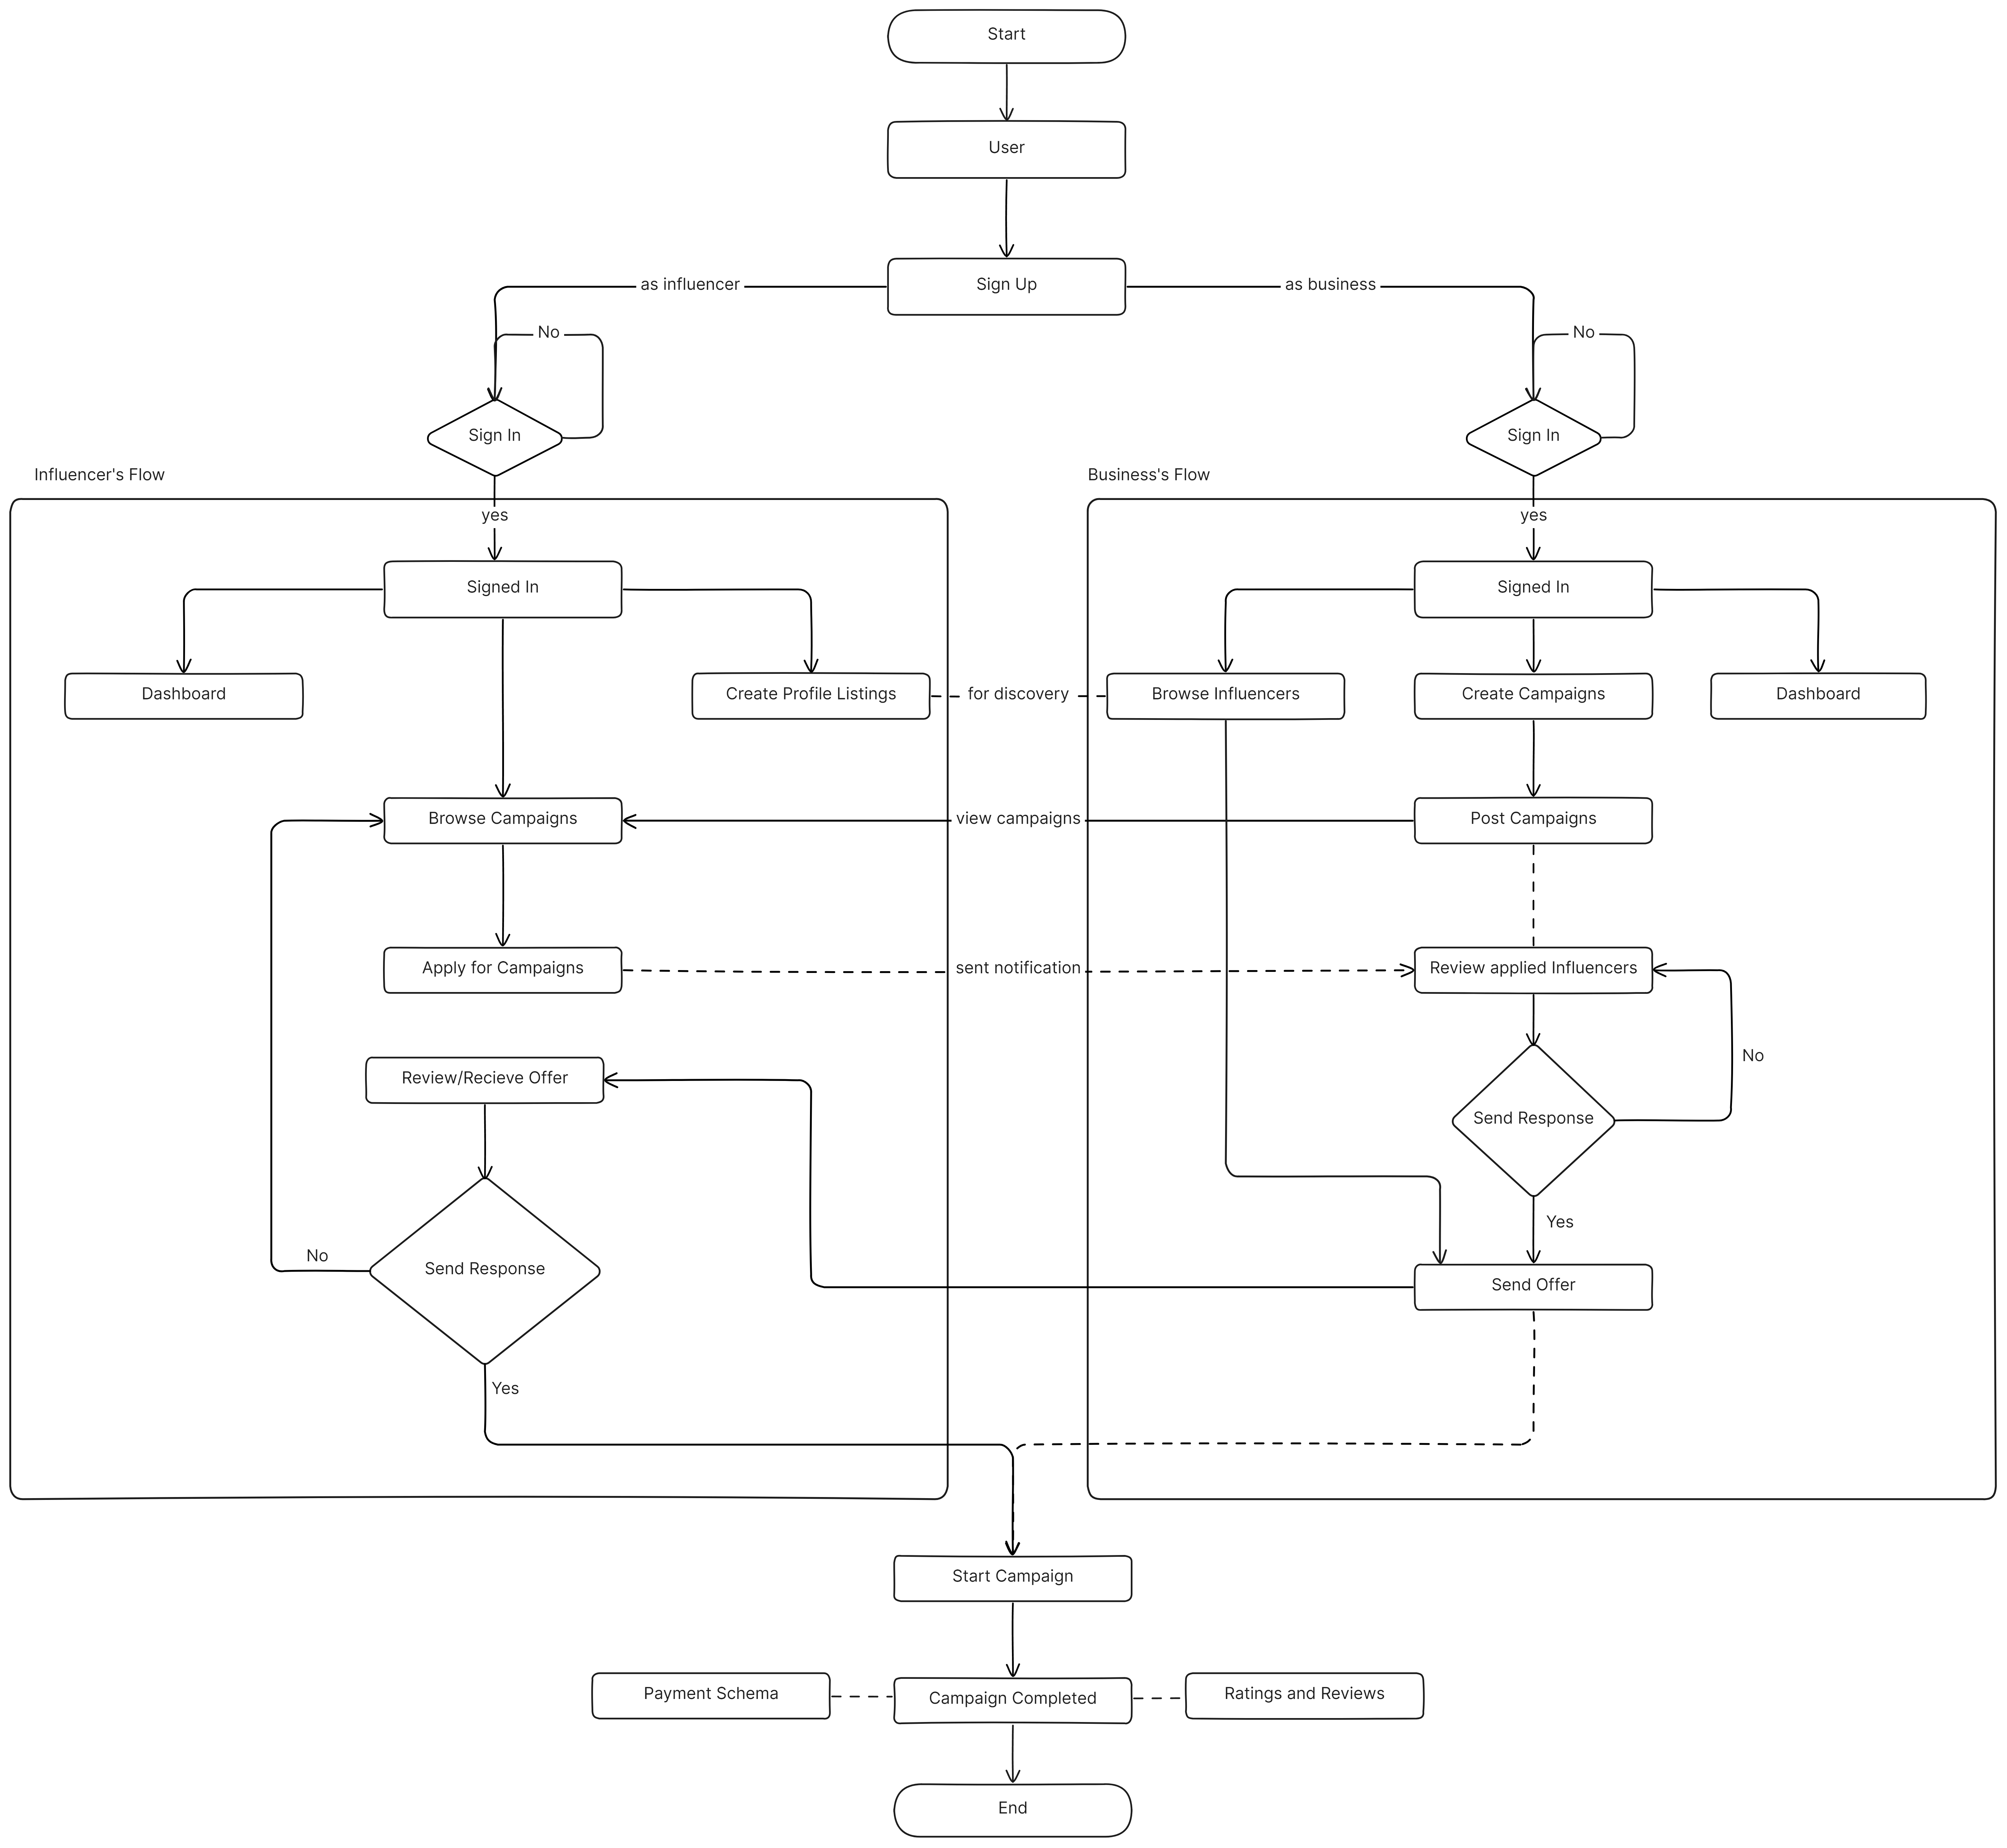 Start
User
Sign Up
as influencer
as business
No
No
Sign In
Sign In
Influencer's Flow
Business's Flow
yes
yes
Signed In
Signed In
Dashboard
Create Profile Listings
for discovery
Browse Influencers
Create Campaigns
Dashboard
Browse Campaigns
view campaigns
Post Campaigns
Apply for Campaigns
sent notification
Review applied Influencers
No
Review/Recieve Offer
Send Response
Yes
No
Send Response
Send Offer
Yes
Start Campaign
Payment Schema
Campaign Completed
Ratings and Reviews
End